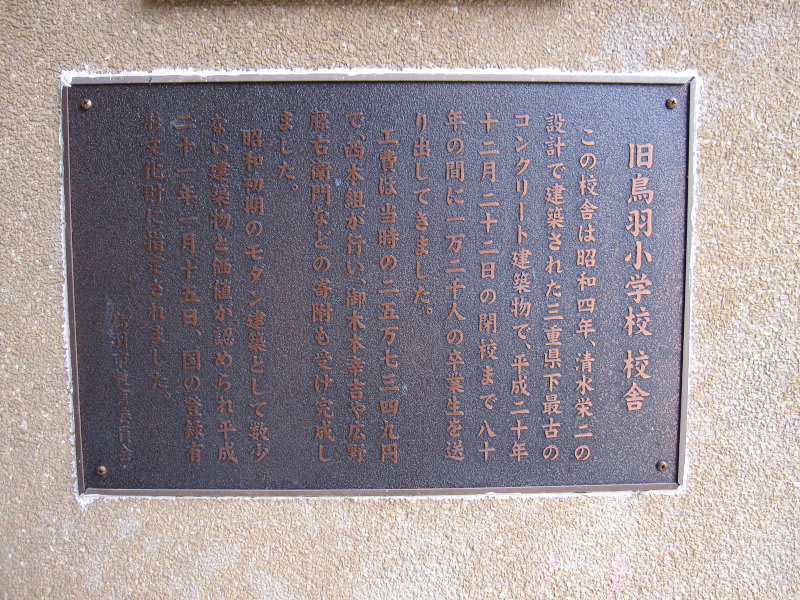 旧鳥羽小学校 校舎
この校舎は昭和四年、清水栄二の
設計で建築された三重県下最古の
コンクリート建築物で、平成二十年
十二月二十二日の閉校まで八十
年の間に一万二千人の卒業生を送
り出してきました。
工費は当時の二五万七三四九円
で、西本組が行い、御木本幸吉や広野
藤右衛門などの寄附も受け完成し
ました。
昭和初期のモダン建築として数少
ない建築物と価値が認められ平成
二十一年一月十五日、国の登録有
形文化財に指定されました。
鳥羽市教育委員会